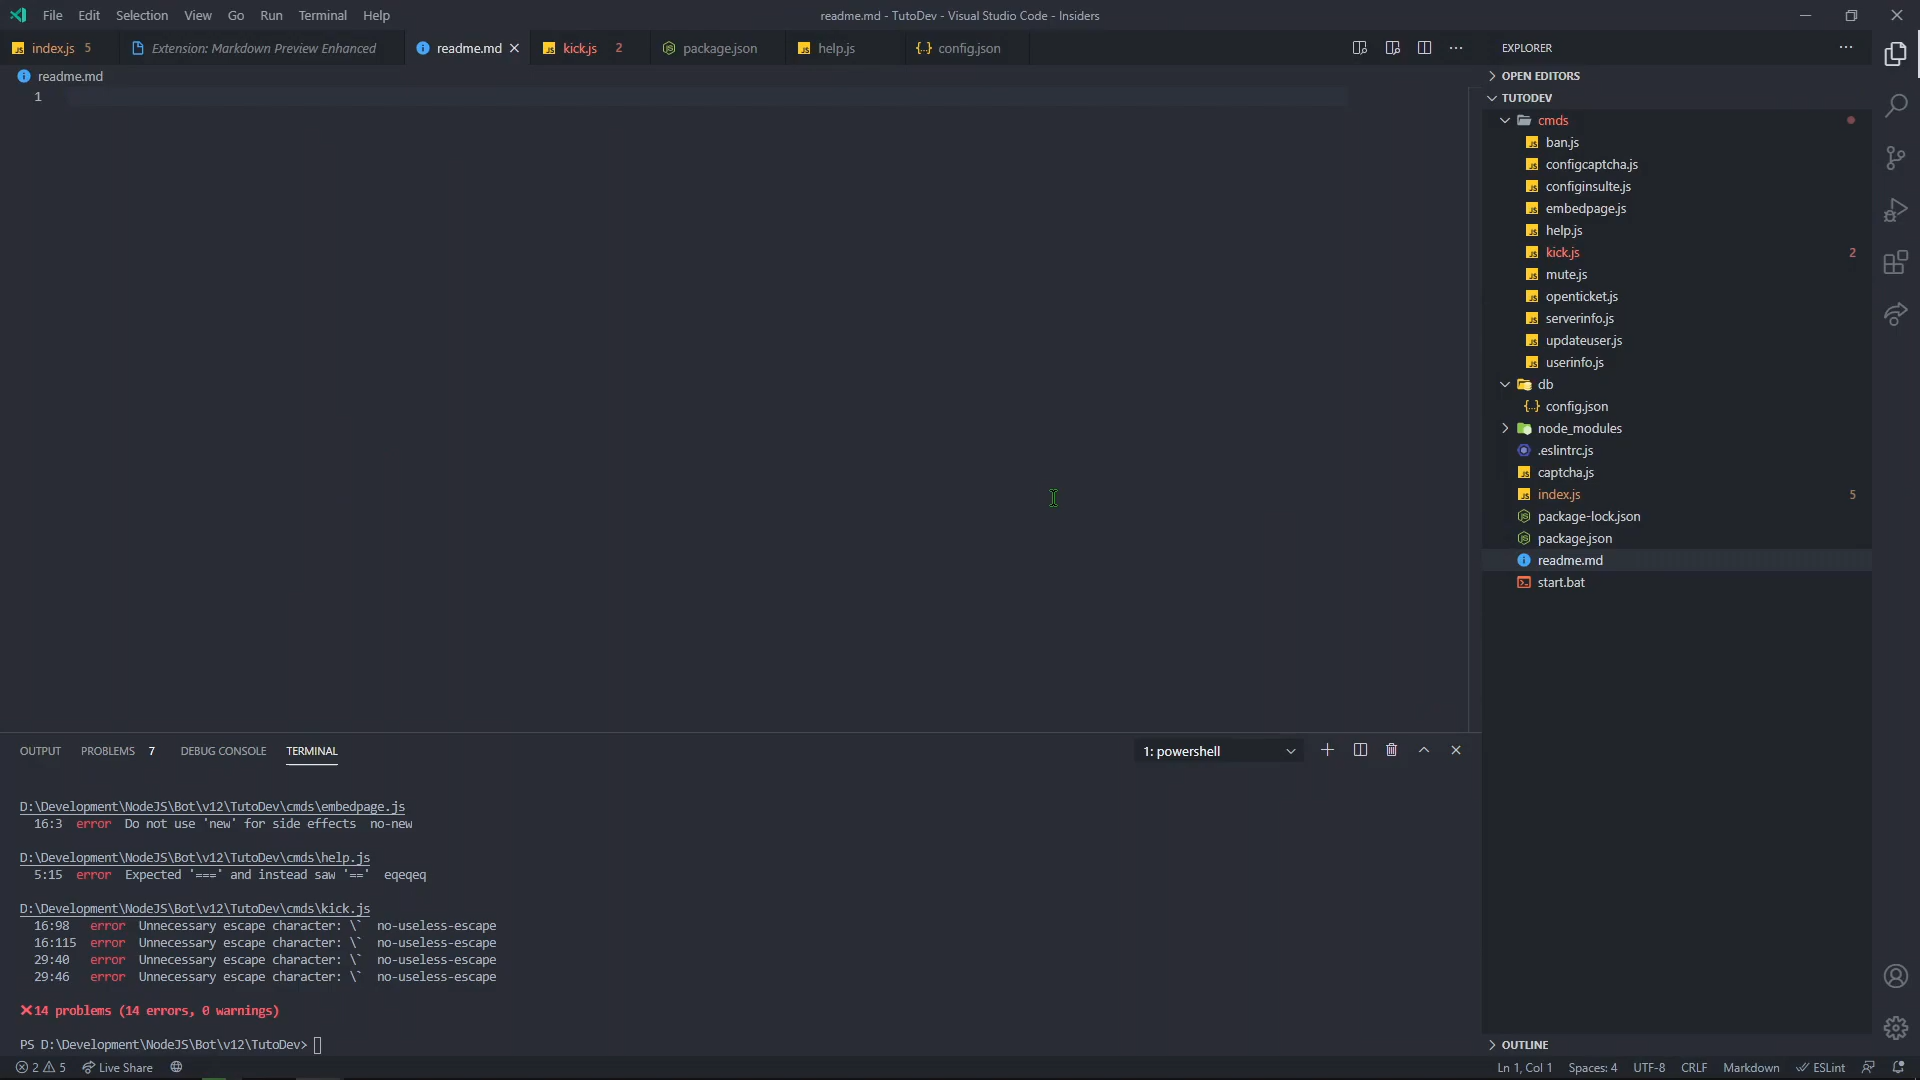 File Edit Selection View Go Run Terminal Help
readme.md - TutoDev - Visual Studio Code - Insiders
index.js 5
Extension: Markdown Preview Enhanced
readme.md
kick.js 2
package.json
help.js
config.json
readme.md
1
EXPLORER
OPEN EDITORS
TUTODEV
cmds
ban.js
configcaptcha.js
configinsulte.js
embedpage.js
help.js
kick.js 2
mute.js
openticket.js
serverinfo.js
updateuser.js
userinfo.js
db
config.json
node_modules
.eslintrc.js
captcha.js
index.js 5
package-lock.json
package.json
readme.md
start.bat
OUTLINE
OUTPUT PROBLEMS 7 DEBUG CONSOLE TERMINAL
1: powershell
D:\Development\NodeJS\Bot\v12\TutoDev\cmds\embedpage.js
16:3 error Do not use 'new' for side effects no-new
D:\Development\NodeJS\Bot\v12\TutoDev\cmds\help.js
5:15 error Expected '===' and instead saw '==' eqeqeq
D:\Development\NodeJS\Bot\v12\TutoDev\cmds\kick.js
16:98 error Unnecessary escape character: \` no-useless-escape
16:115 error Unnecessary escape character: \` no-useless-escape
29:40 error Unnecessary escape character: \` no-useless-escape
29:46 error Unnecessary escape character: \` no-useless-escape
14 problems (14 errors, 0 warnings)
PS D:\Development\NodeJS\Bot\v12\TutoDev>
2 5 Live Share
Ln 1, Col 1 Spaces: 4 UTF-8 CRLF Markdown ESLint